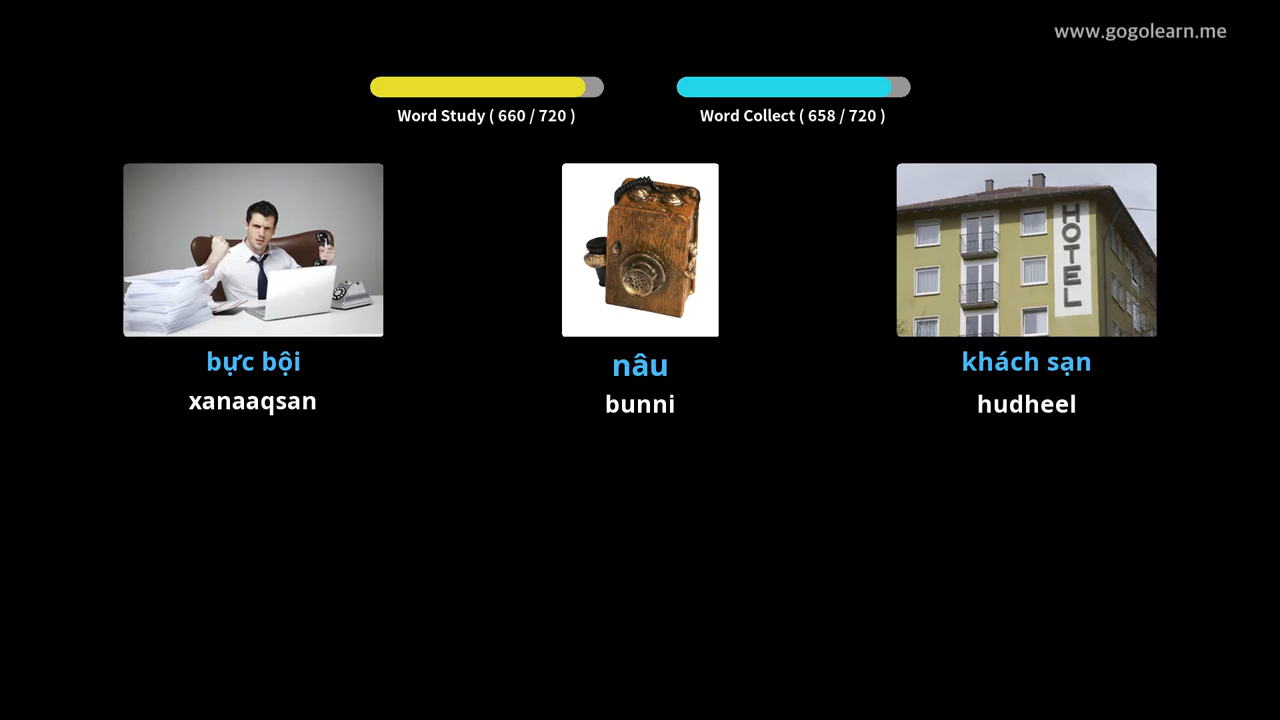 www.gogolearn.me
Word Study ( 660 / 720 )
Word Collect ( 658 / 720 )
HOTEL
bực bội
nâu
khách sạn
xanaaqsan
bunni
hudheel